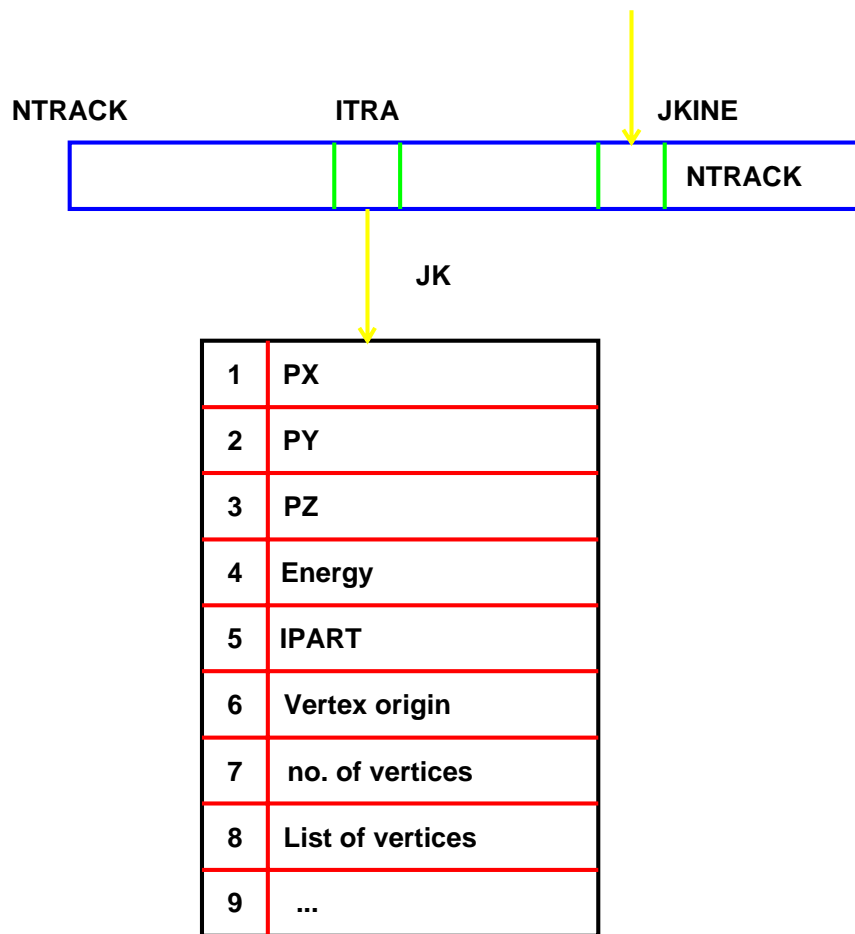 NTRACK ITRA JKINE
NTRACK
JK
1 PX
2 PY
3 PZ
4 Energy
5 IPART
6 Vertex origin
7 no. of vertices
8 List of vertices
9 ...